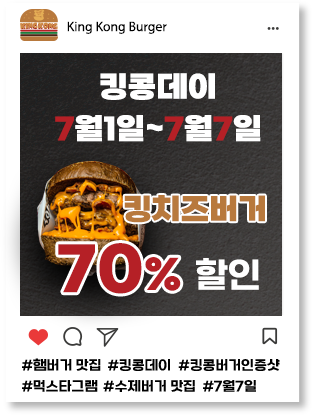 KING KONG
King Kong Burger
킹콩데이
7월1일~7월7일
킹치즈버거
70% 할인
#햄버거 맛집 #킹콩데이 #킹콩버거인증샷
#먹스타그램 #수제버거 맛집 #7월7일